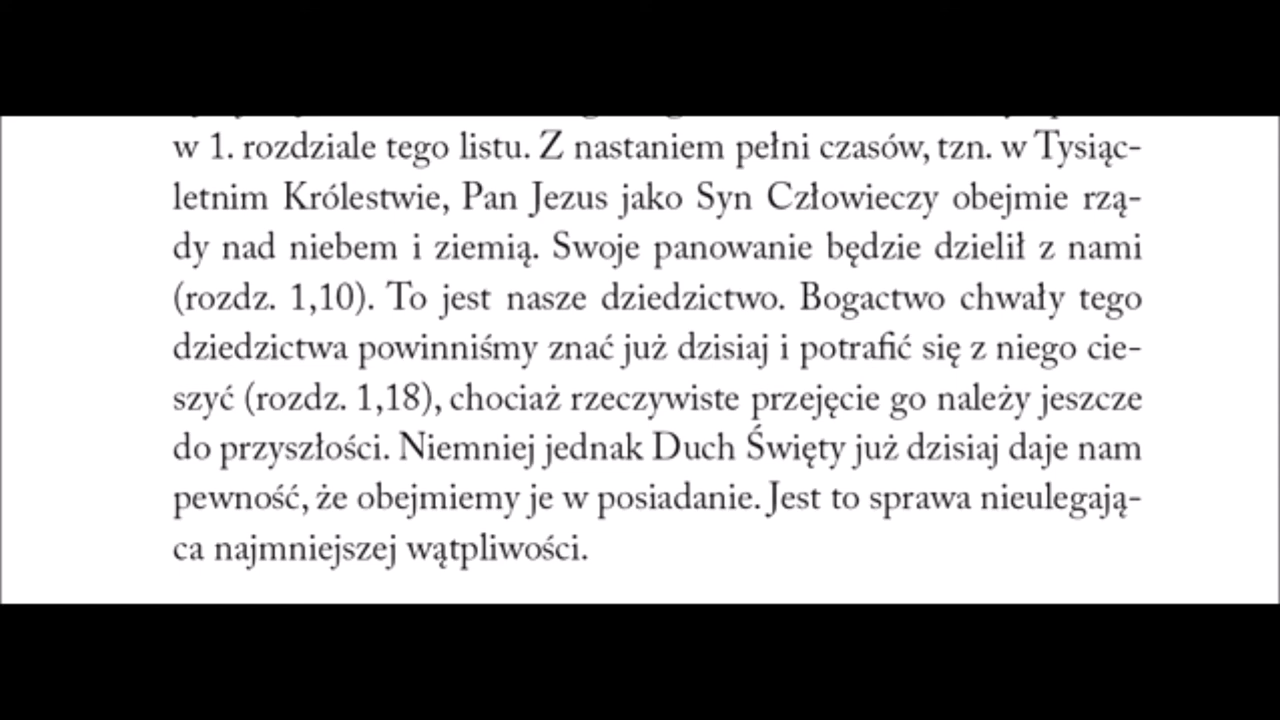 w 1. rozdziale tego listu. Z nastaniem pełni czasów, tzn. w Tysiąc-
letnim Królestwie, Pan Jezus jako Syn Człowieczy obejmie rzą-
dy nad niebem i ziemią. Swoje panowanie będzie dzielił z nami
(rozdz. 1,10). To jest nasze dziedzictwo. Bogactwo chwały tego
dziedzictwa powinniśmy znać już dzisiaj i potrafić się z niego cie-
szyć (rozdz. 1,18), chociaż rzeczywiste przejęcie go należy jeszcze
do przyszłości. Niemniej jednak Duch Święty już dzisiaj daje nam
pewność, że obejmiemy je w posiadanie. Jest to sprawa nieulegają-
ca najmniejszej wątpliwości.